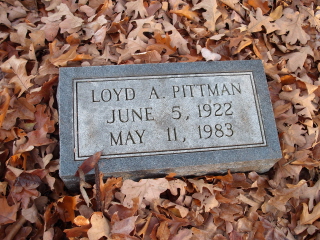 LOYD A. PITTMAN
JUNE 5, 1922
MAY 11, 1983